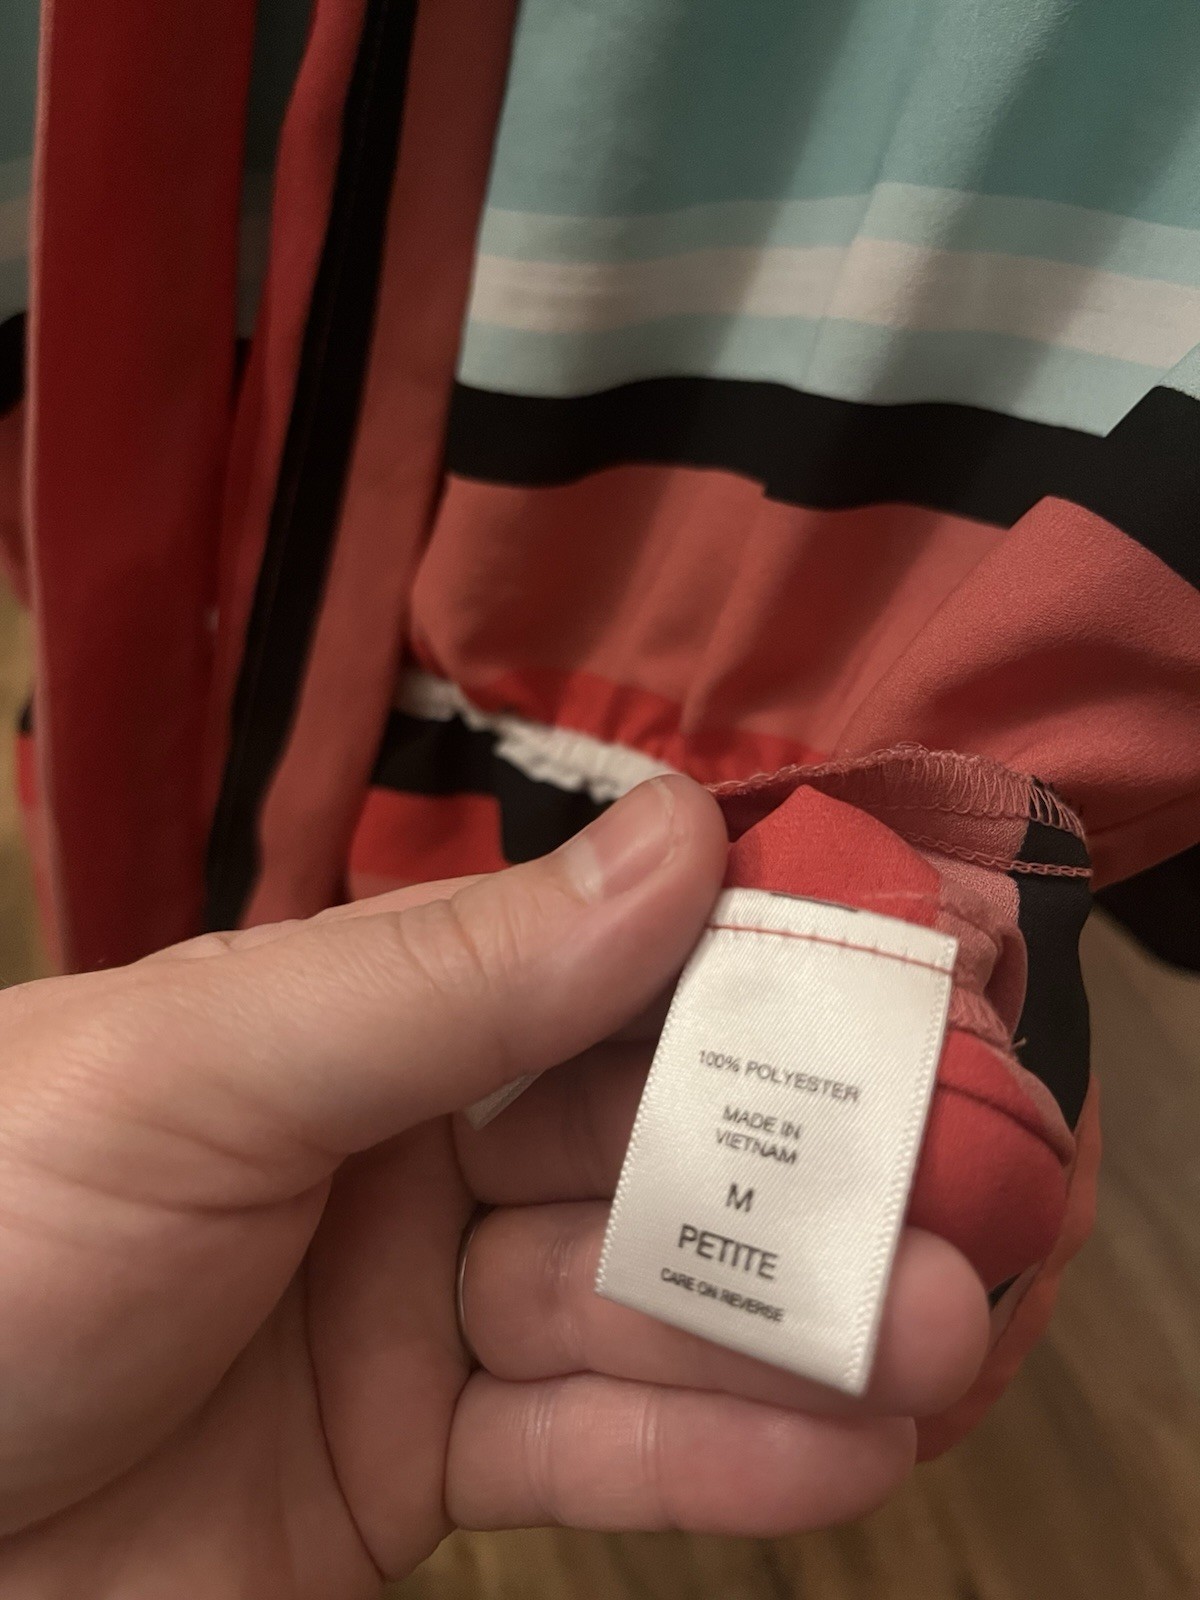 100% POLYESTER
MADE IN
VIETNAM
M
PETITE
CARE ON REVERSE